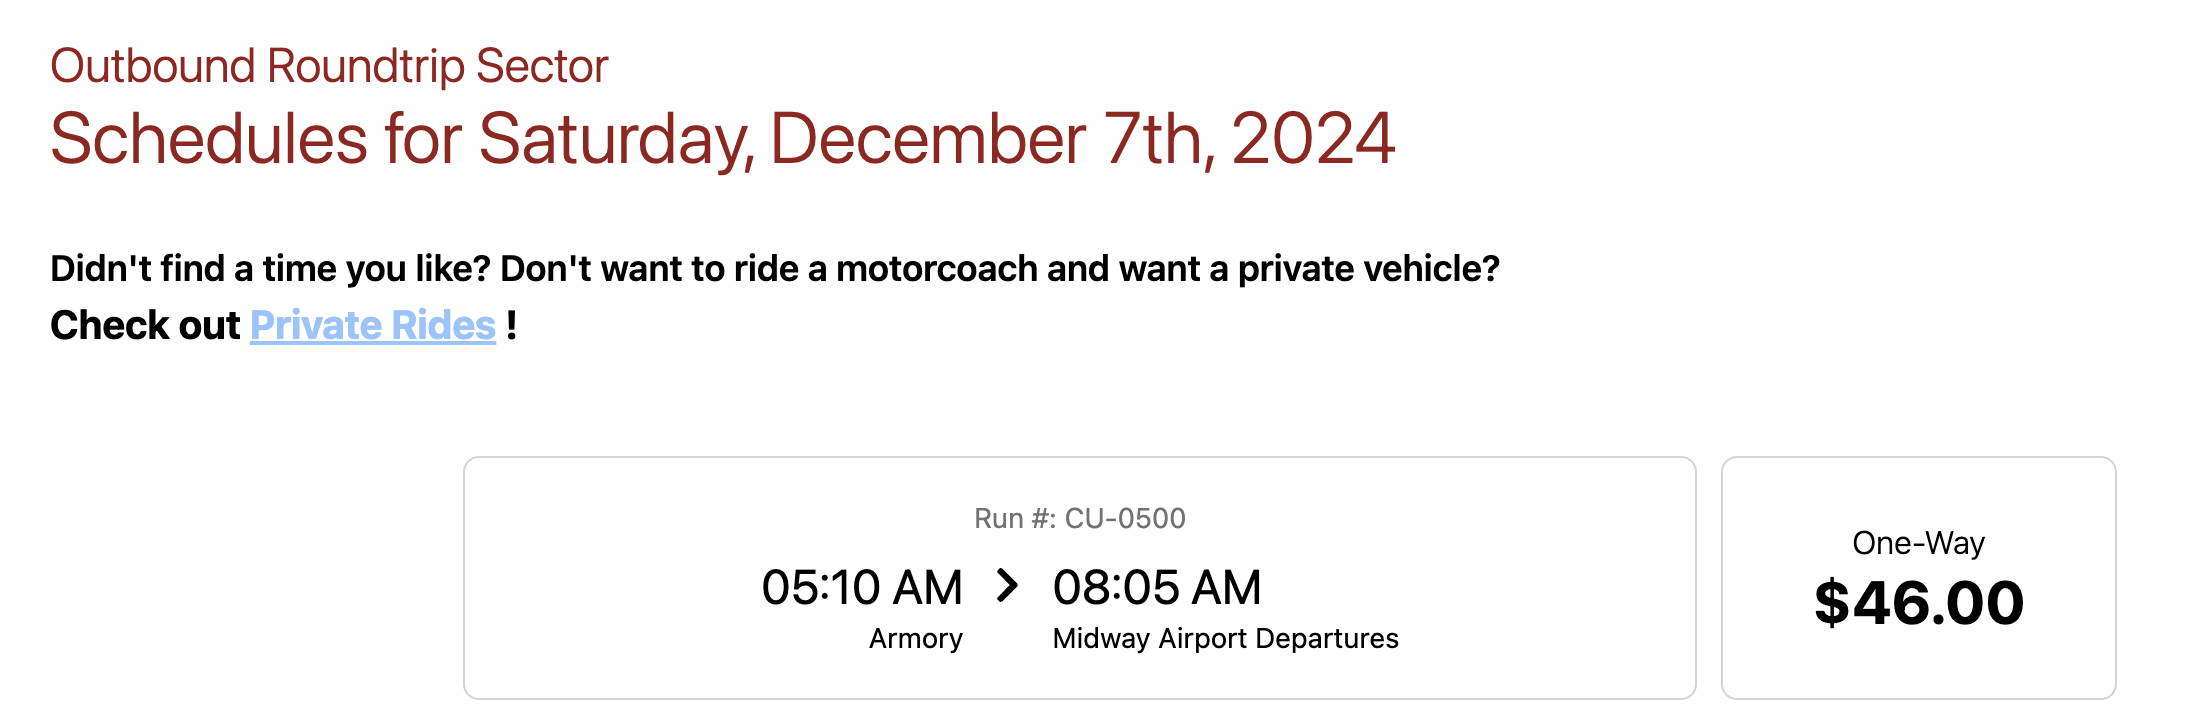 Outbound Roundtrip Sector
Schedules for Saturday, December 7th, 2024
Didn't find a time you like? Don't want to ride a motorcoach and want a private vehicle?
Check out Private Rides !
Run #: CU-0500
05:10 AM > 08:05 AM
Armory Midway Airport Departures
One-Way
$46.00